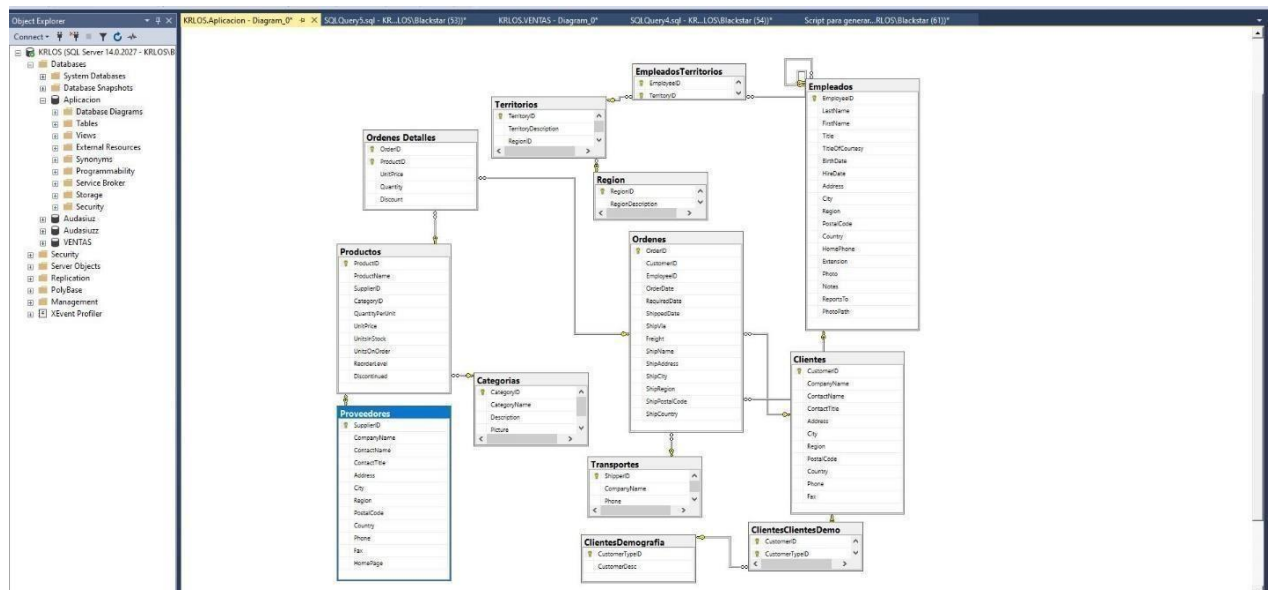 Object Explorer
KRLOS.Aplicacion - Diagram_0*
SQLQuery5.sql - KR...LOS\Blackstar (53))*
KRLOS.VENTAS - Diagram_0*
SQLQuery4.sql - KR...LOS\Blackstar (54))*
Script para generar...RLOS\Blackstar (61))*
Connect
KRLOS (SQL Server 14.0.2027 - KRLOS\B
Databases
System Databases
Database Snapshots
Aplicacion
Database Diagrams
Tables
Views
External Resources
Synonyms
Programmability
Service Broker
Storage
Security
Audasiuz
Audasiuzz
VENTAS
Security
Server Objects
Replication
PolyBase
Management
XEvent Profiler
EmpleadosTerritorios
EmployeeID
TerritoryID
Empleados
EmployeeID
LastName
FirstName
Title
TitleOfCourtesy
BirthDate
HireDate
Address
City
Region
PostalCode
Country
HomePhone
Extension
Photo
Notes
ReportsTo
PhotoPath
Territorios
TerritoryID
TerritoryDescription
RegionID
Ordenes Detalles
OrderID
ProductID
UnitPrice
Quantity
Discount
Region
RegionID
RegionDescription
Ordenes
OrderID
CustomerID
EmployeeID
OrderDate
RequiredDate
ShippedDate
ShipVia
Freight
ShipName
ShipAddress
ShipCity
ShipRegion
ShipPostalCode
ShipCountry
Productos
ProductID
ProductName
SupplierID
CategoryID
QuantityPerUnit
UnitPrice
UnitsInStock
UnitsOnOrder
ReorderLevel
Discontinued
Clientes
CustomerID
CompanyName
ContactName
ContactTitle
Address
City
Region
PostalCode
Country
Phone
Fax
Categorias
CategoryID
CategoryName
Description
Picture
Proveedores
SupplierID
CompanyName
ContactName
ContactTitle
Address
City
Region
PostalCode
Country
Phone
Fax
HomePage
Transportes
ShipperID
CompanyName
Phone
ClientesClientesDemo
CustomerID
CustomerTypeID
ClientesDemografia
CustomerTypeID
CustomerDesc